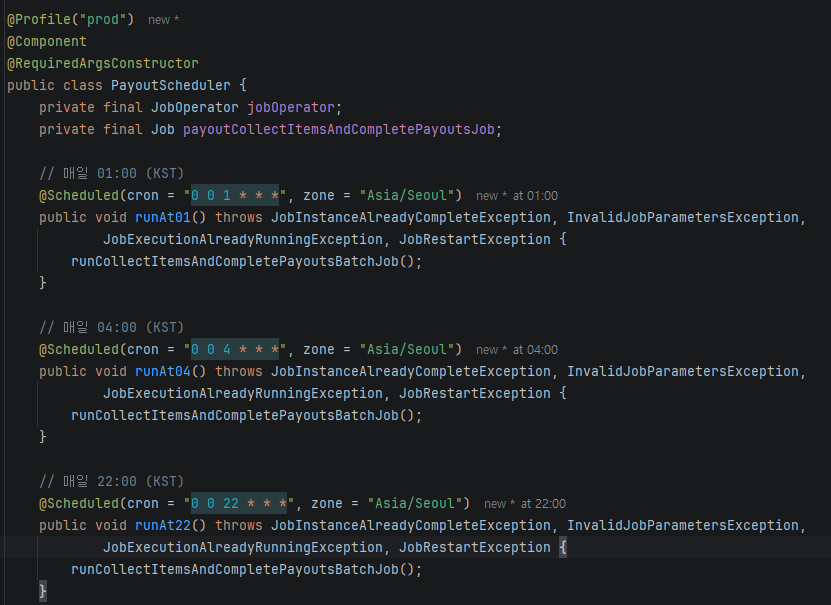 @Profile("prod") new *
@Component
@RequiredArgsConstructor
public class PayoutScheduler {
    private final JobOperator jobOperator;
    private final Job payoutCollectItemsAndCompletePayoutsJob;

    // 매일 01:00 (KST)
    @Scheduled(cron = "0 0 1 * * *", zone = "Asia/Seoul") new * at 01:00
    public void runAt01() throws JobInstanceAlreadyCompleteException, InvalidJobParametersException,
            JobExecutionAlreadyRunningException, JobRestartException {
        runCollectItemsAndCompletePayoutsBatchJob();
    }

    // 매일 04:00 (KST)
    @Scheduled(cron = "0 0 4 * * *", zone = "Asia/Seoul") new * at 04:00
    public void runAt04() throws JobInstanceAlreadyCompleteException, InvalidJobParametersException,
            JobExecutionAlreadyRunningException, JobRestartException {
        runCollectItemsAndCompletePayoutsBatchJob();
    }

    // 매일 22:00 (KST)
    @Scheduled(cron = "0 0 22 * * *", zone = "Asia/Seoul") new * at 22:00
    public void runAt22() throws JobInstanceAlreadyCompleteException, InvalidJobParametersException,
            JobExecutionAlreadyRunningException, JobRestartException {
        runCollectItemsAndCompletePayoutsBatchJob();
    }